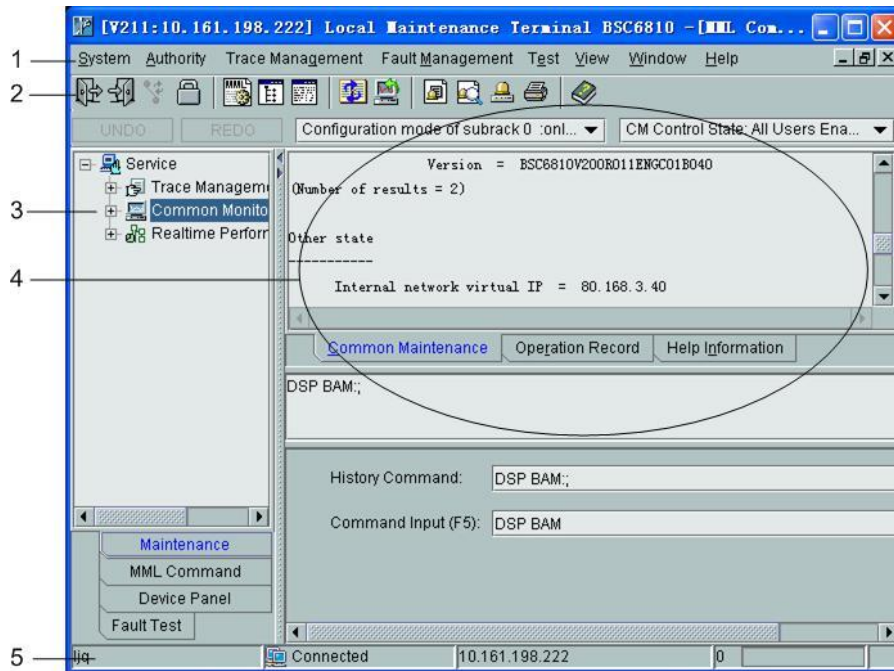 [V211:10.161.198.222] Local Maintenance Terminal BSC6810 -[MML Com...
1
System Authority Trace Management Fault Management Test View Window Help
2
UNDO REDO Configuration mode of subrack 0 :onl... CM Control State: All Users Ena...
Service
Trace Managem
3
Common Monito
Realtime Perforr
Version = BSC6810V200R011ENGC01B040
(Number of results = 2)
Other state
-----------
4
Internal network virtual IP = 80.168.3.40
Common Maintenance Operation Record Help Information
DSP BAM:;
History Command: DSP BAM:;
Command Input (F5): DSP BAM
Maintenance
MML Command
Device Panel
Fault Test
5
ljq Connected 10.161.198.222 0